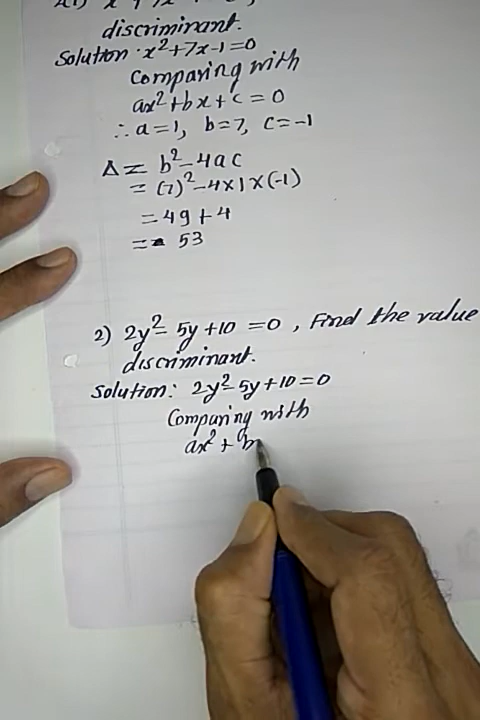 discriminant.
Solution: x²+7x-1=0
Comparing with
ax²+bx+c=0
∴ a=1, b=7, c=-1
Δ = b²-4ac
= (7)²-4×1×(-1)
= 49+4
= 53
2) 2y²-5y+10=0, Find the value
discriminant.
Solution: 2y²-5y+10=0
Comparing with
ax²+b